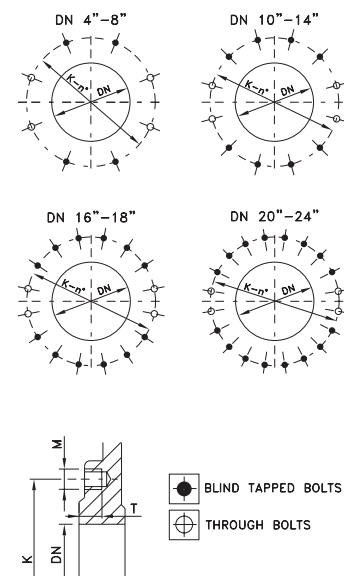 DN 4”-8”
DN 10”-14”
K-n°
DN
K-n°
DN
DN 16”-18”
DN 20”-24”
K-n°
DN
K-n°
DN
M
T
K
DN
BLIND TAPPED BOLTS
THROUGH BOLTS